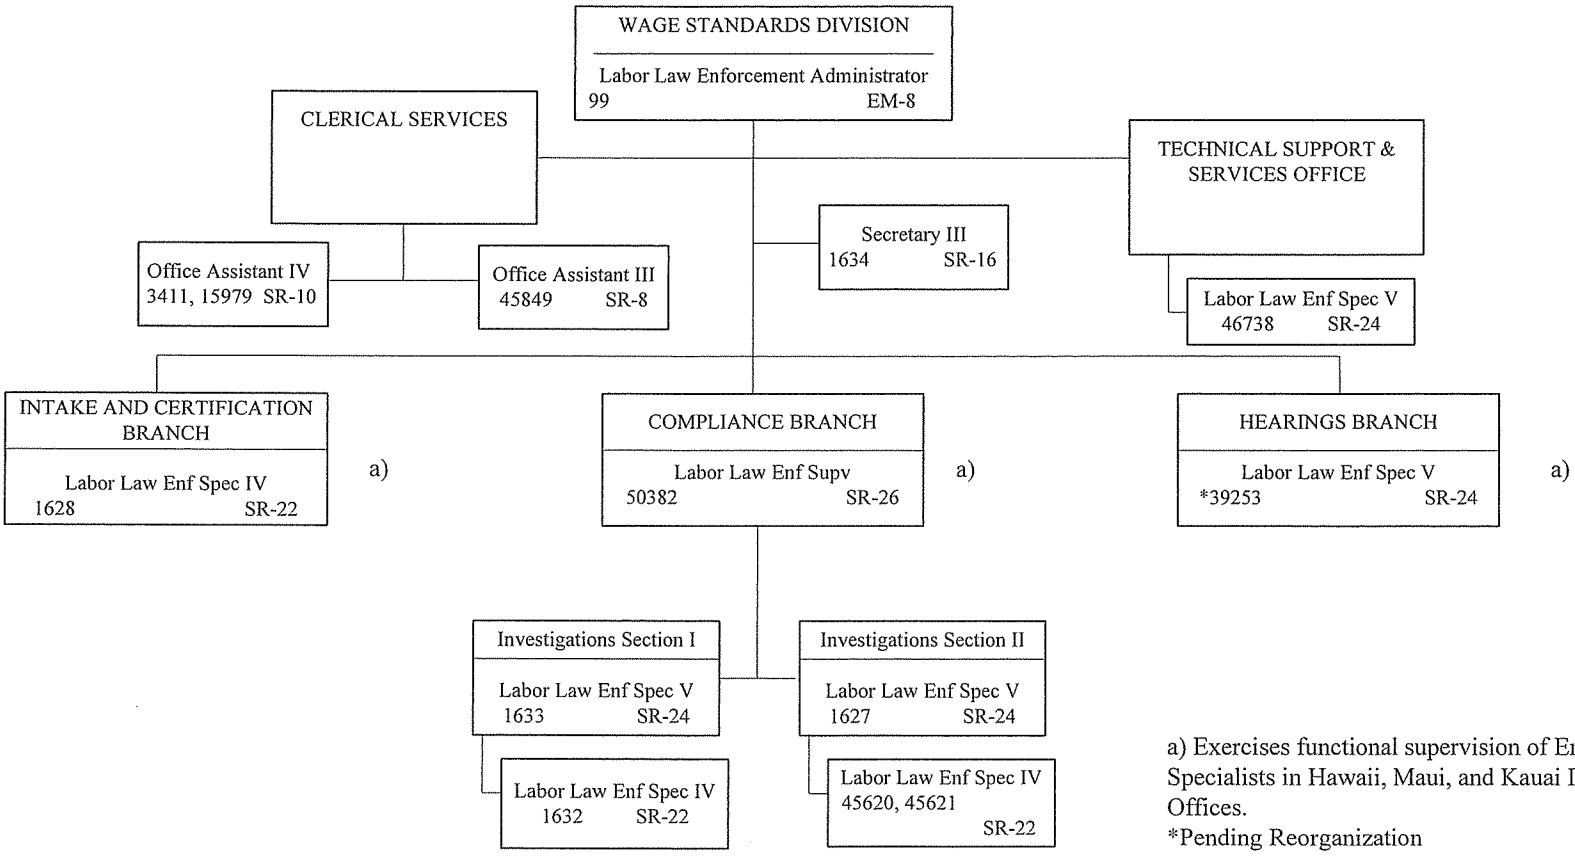 WAGE STANDARDS DIVISION
Labor Law Enforcement Administrator
99 EM-8
CLERICAL SERVICES
TECHNICAL SUPPORT &
SERVICES OFFICE
Secretary III
1634 SR-16
Office Assistant IV
3411, 15979 SR-10
Office Assistant III
45849 SR-8
Labor Law Enf Spec V
46738 SR-24
INTAKE AND CERTIFICATION
BRANCH
Labor Law Enf Spec IV
1628 SR-22
a)
COMPLIANCE BRANCH
Labor Law Enf Supv
50382 SR-26
a)
HEARINGS BRANCH
Labor Law Enf Spec V
*39253 SR-24
a)
Investigations Section I
Labor Law Enf Spec V
1633 SR-24
Labor Law Enf Spec IV
1632 SR-22
Investigations Section II
Labor Law Enf Spec V
1627 SR-24
Labor Law Enf Spec IV
45620, 45621
SR-22
a) Exercises functional supervision of
Specialists in Hawaii, Maui, and Kauai
Offices.
*Pending Reorganization